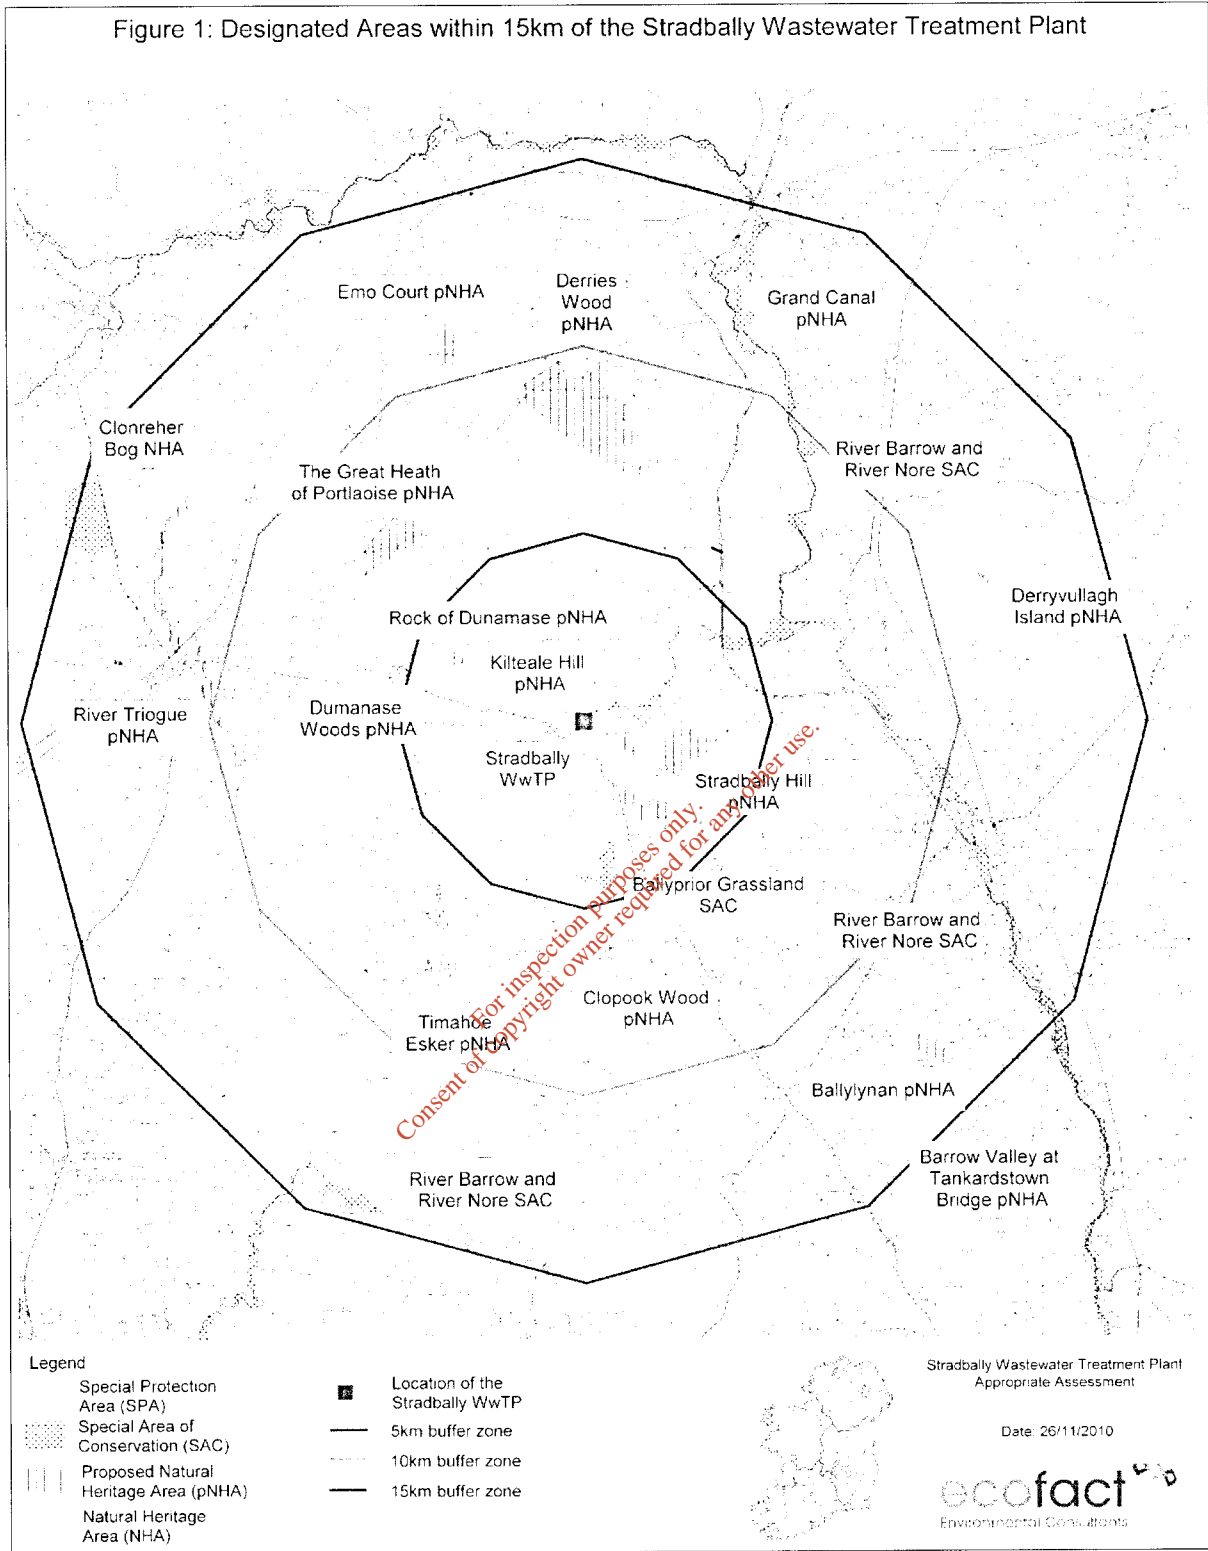 Figure 1: Designated Areas within 15km of the Stradbally Wastewater Treatment Plant
Emo Court pNHA
Derries
Wood
pNHA
Grand Canal
pNHA
Clonreher
Bog NHA
The Great Heath
of Portlaoise pNHA
River Barrow and
River Nore SAC
Rock of Dunamase pNHA
Derryvullagh
Island pNHA
Kilteale Hill
pNHA
River Triogue
pNHA
Dumanase
Woods pNHA
Stradbally
WwTP
Stradbally Hill
pNHA
Ballyprior Grassland
SAC
River Barrow and
River Nore SAC
Clopook Wood
pNHA
Timahoe
Esker pNHA
Ballylynan pNHA
Barrow Valley at
Tankardstown
Bridge pNHA
River Barrow and
River Nore SAC
For inspection purposes only.
Consent of copyright owner required for any other use.
Legend
Special Protection
Area (SPA)
Special Area of
Conservation (SAC)
Proposed Natural
Heritage Area (pNHA)
Natural Heritage
Area (NHA)
Location of the
Stradbally WwTP
5km buffer zone
10km buffer zone
15km buffer zone
Stradbally Wastewater Treatment Plant
Appropriate Assessment
Date: 26/11/2010
ecofact
Environmental Consultants